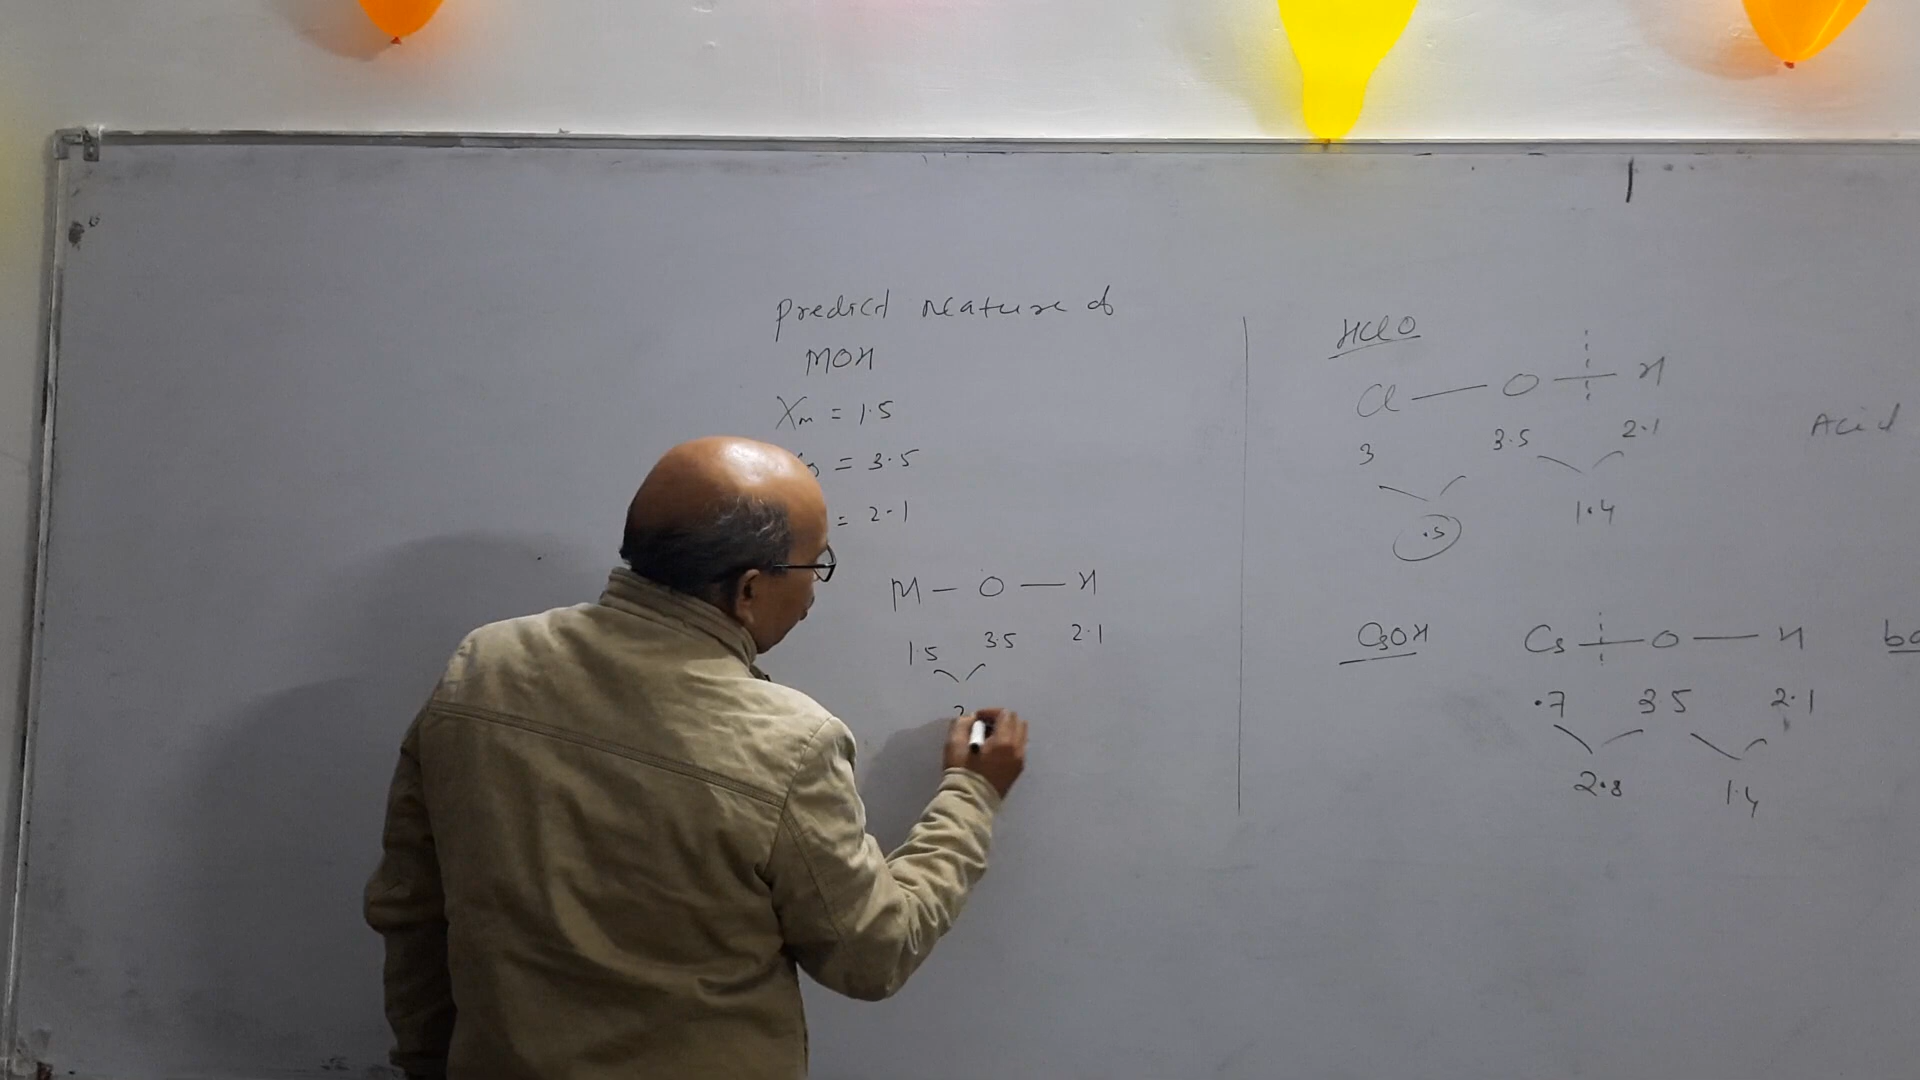 predict neature of
MOH
Xm = 1.5
= 3.5
= 2.1
M - O - H
1.5 3.5 2.1
2
HClO
Cl - O - H
3 3.5 2.1
.5 1.4
Acid
CsOH Cs - O - H
.7 3.5 2.1
2.8 1.4